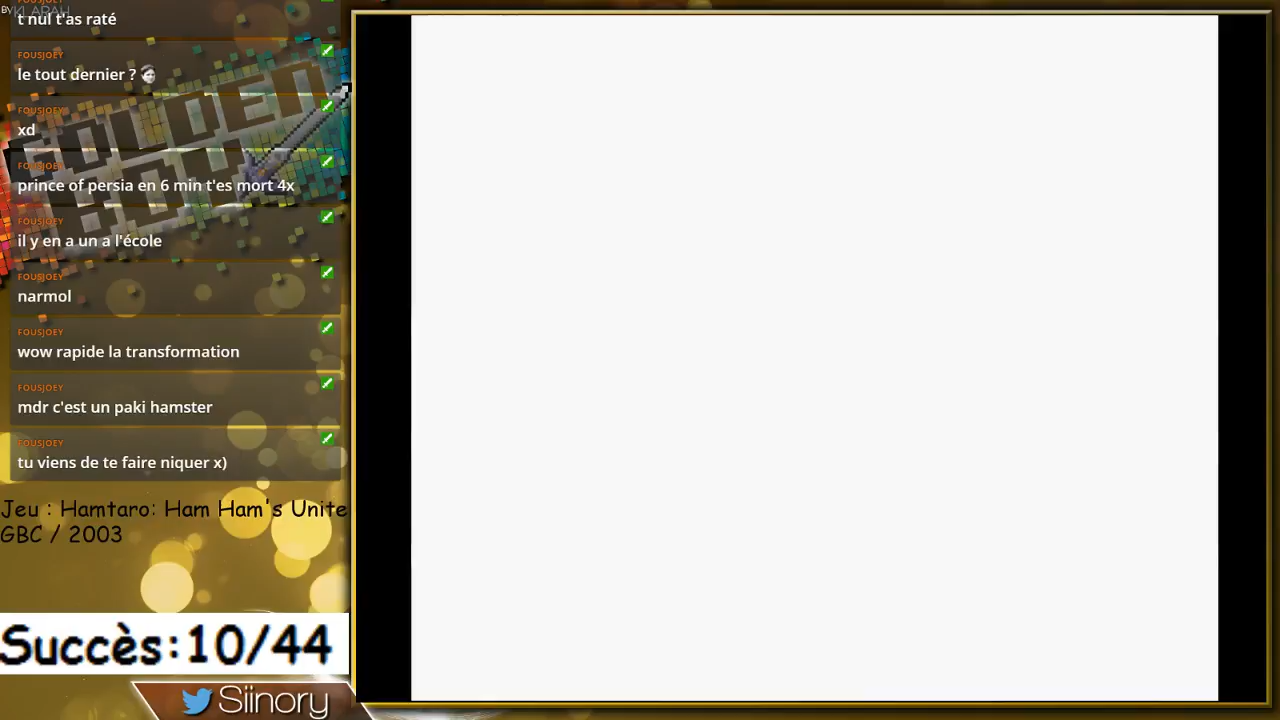 t nul t'as raté
FOUSJOEY
le tout dernier ?
FOUSJOEY
xd
FOUSJOEY
prince of persia en 6 min t'es mort 4x
FOUSJOEY
il y en a un a l'école
FOUSJOEY
narmol
FOUSJOEY
wow rapide la transformation
FOUSJOEY
mdr c'est un paki hamster
FOUSJOEY
tu viens de te faire niquer x)
Jeu : Hamtaro: Ham Ham's Unite
GBC / 2003
Succès:10/44
Siinory